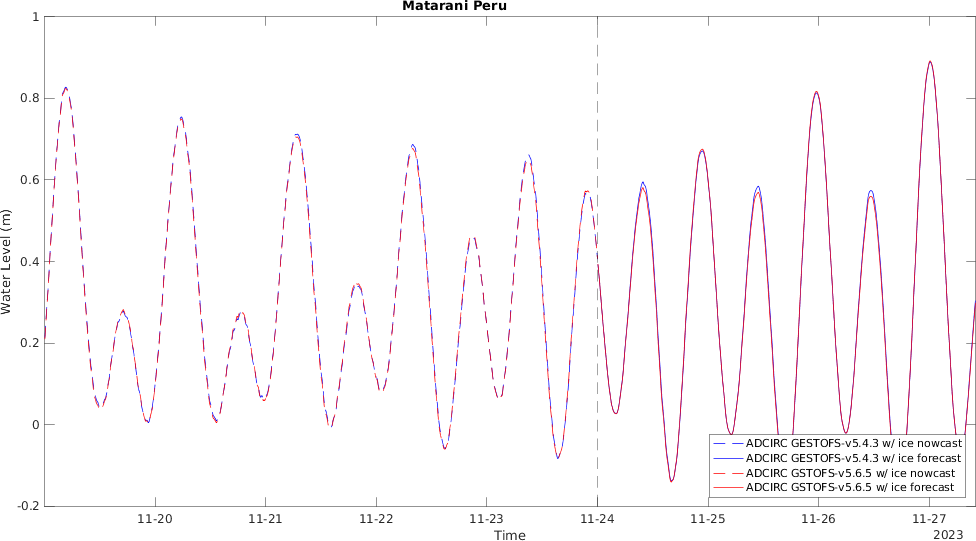 Matarani Peru
1
0.8
0.6
0.4
0.2
0
-0.2
Water Level (m)
11-20 11-21 11-22 11-23 11-24 11-25 11-26 11-27
Time
2023
ADCIRC GESTOFS-v5.4.3 w/ ice nowcast
ADCIRC GESTOFS-v5.4.3 w/ ice forecast
ADCIRC GSTOFS-v5.6.5 w/ ice nowcast
ADCIRC GSTOFS-v5.6.5 w/ ice forecast